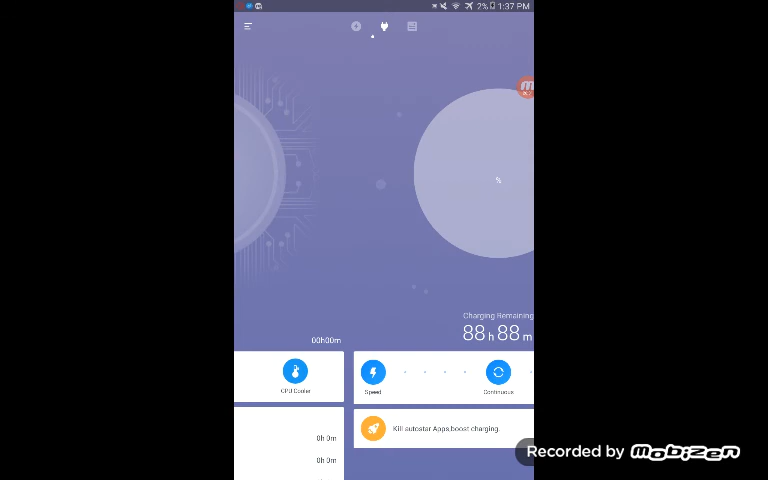 2% 1:37 PM
%
Charging Remaining
88 h 88 m
00h00m
CPU Cooler
Speed
Continuous
Kill autostar Apps,boost charging.
0h 0m
0h 0m
Recorded by Mobizen